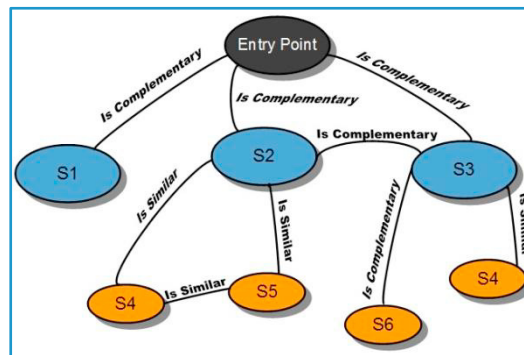 Entry Point
Is Complementary
Is Complementary
Is Complementary
Is Complementary
S1
S2
S3
Is Similar
Is Similar
Is Complementary
S4
Is Similar
S5
S6
S4